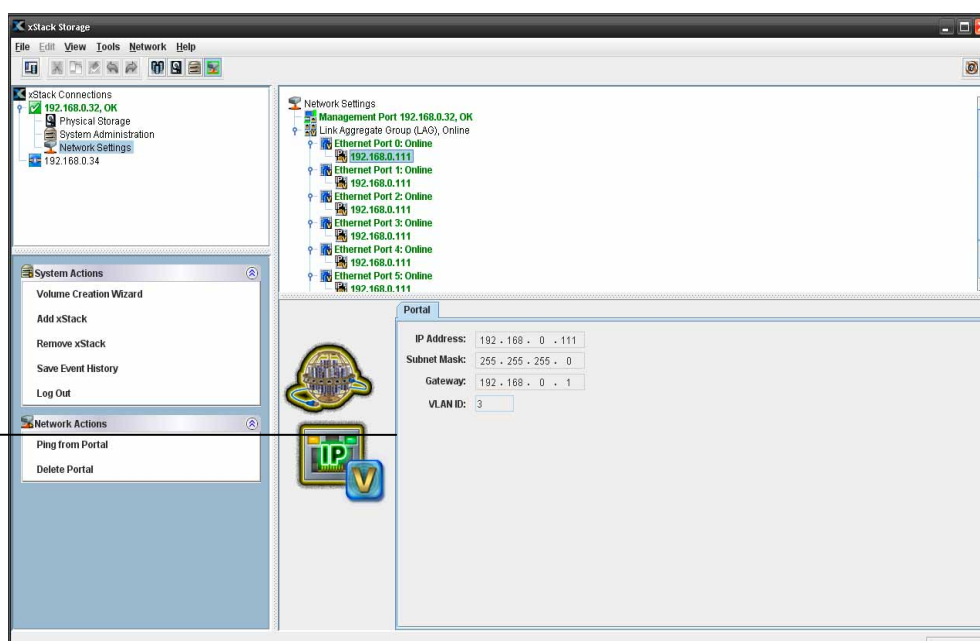 xStack Storage
File Edit View Tools Network Help
xStack Connections
192.168.0.32, OK
Physical Storage
System Administration
Network Settings
192.168.0.34
Network Settings
Management Port 192.168.0.32, OK
Link Aggregate Group (LAG), Online
Ethernet Port 0: Online
192.168.0.111
Ethernet Port 1: Online
192.168.0.111
Ethernet Port 2: Online
192.168.0.111
Ethernet Port 3: Online
192.168.0.111
Ethernet Port 4: Online
192.168.0.111
Ethernet Port 5: Online
192.168.0.111
System Actions
Volume Creation Wizard
Add xStack
Remove xStack
Save Event History
Log Out
Network Actions
Ping from Portal
Delete Portal
Portal
IP Address: 192 . 168 . 0 . 111
Subnet Mask: 255 . 255 . 255 . 0
Gateway: 192 . 168 . 0 . 1
VLAN ID: 3
IP
V